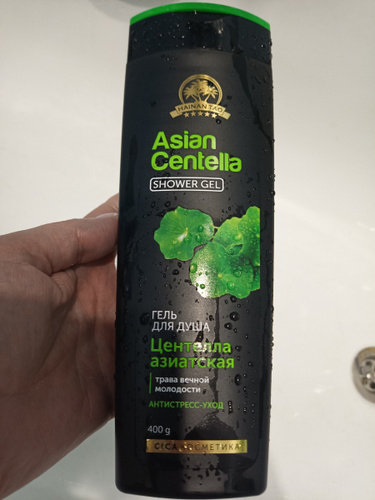 HAINAN TAO
Asian
Centella
SHOWER GEL
ГЕЛЬ
ДЛЯ ДУША
Центелла
азиатская
трава вечной
молодости
АНТИСТРЕСС-УХОД
400 g
CICA КОСМЕТИКА